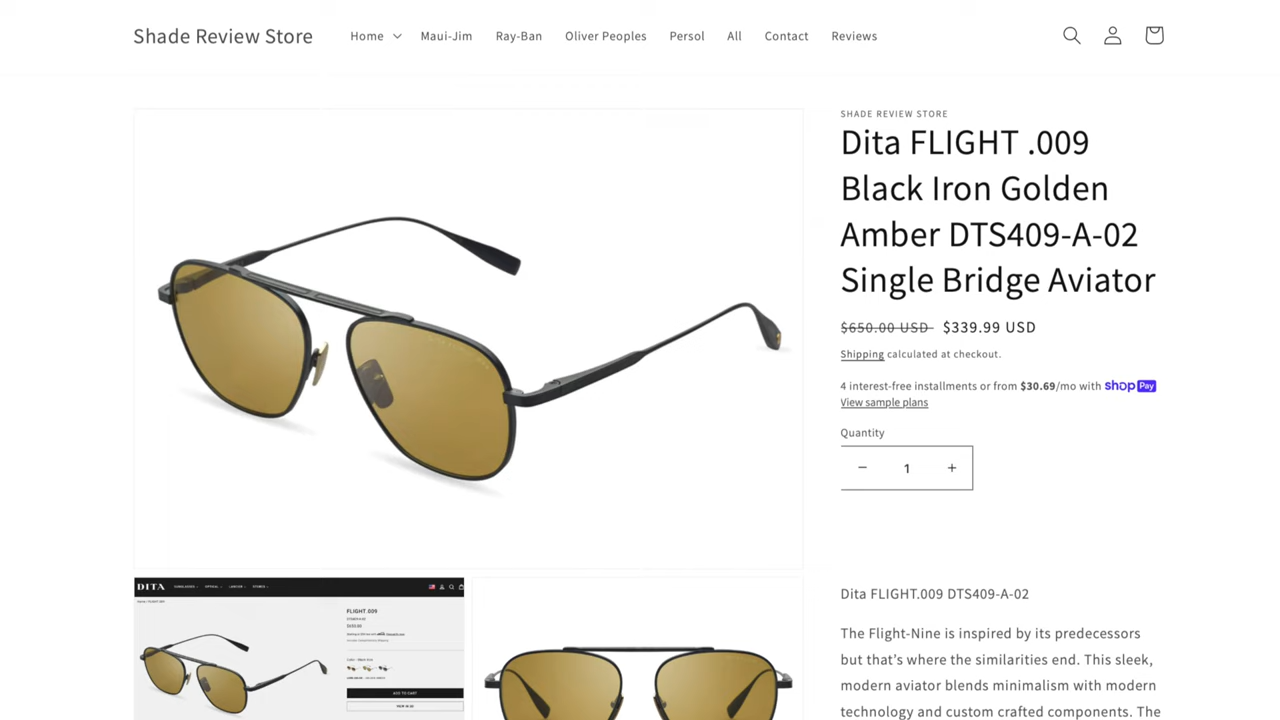 Shade Review Store
Home
Maui-Jim
Ray-Ban
Oliver Peoples
Persol
All
Contact
Reviews
SHADE REVIEW STORE
Dita FLIGHT .009
Black Iron Golden
Amber DTS409-A-02
Single Bridge Aviator
$650.00 USD $339.99 USD
Shipping calculated at checkout.
4 interest-free installments or from $30.69/mo with shop Pay
View sample plans
Quantity
− 1 +
DITA
FLIGHT.009
ADD TO CART
Dita FLIGHT.009 DTS409-A-02
The Flight-Nine is inspired by its predecessors
but that’s where the similarities end. This sleek,
modern aviator blends minimalism with modern
technology and custom crafted components. The